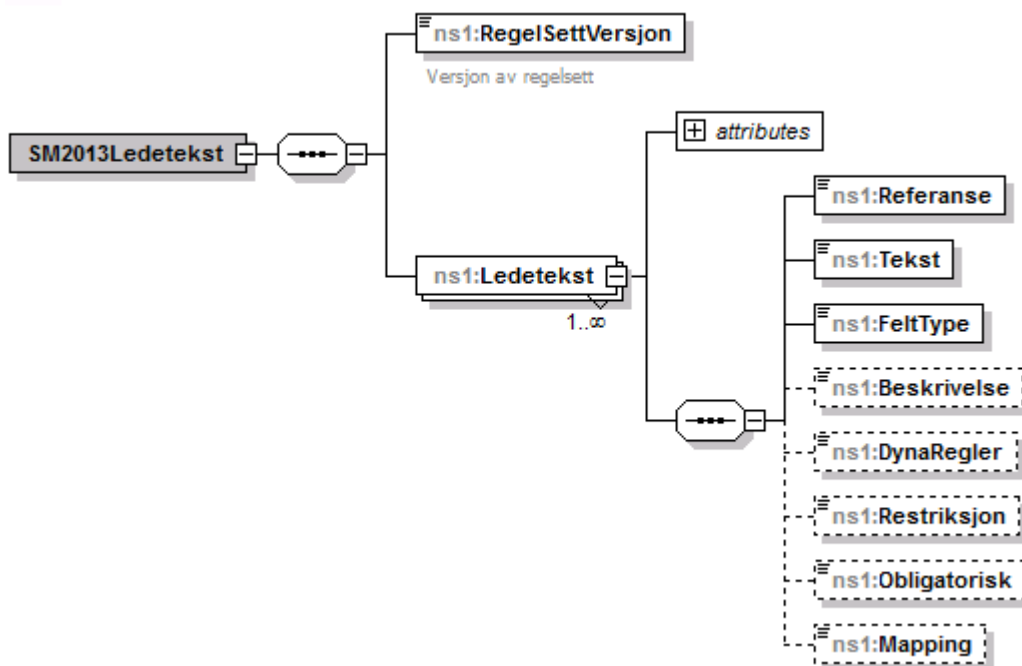 ns1:RegelSettVersjon
Versjon av regelsett
SM2013Ledetekst
attributes
ns1:Referanse
ns1:Tekst
ns1:Ledetekst
1..∞
ns1:FeltType
ns1:Beskrivelse
ns1:DynaRegler
ns1:Restriksjon
ns1:Obligatorisk
ns1:Mapping